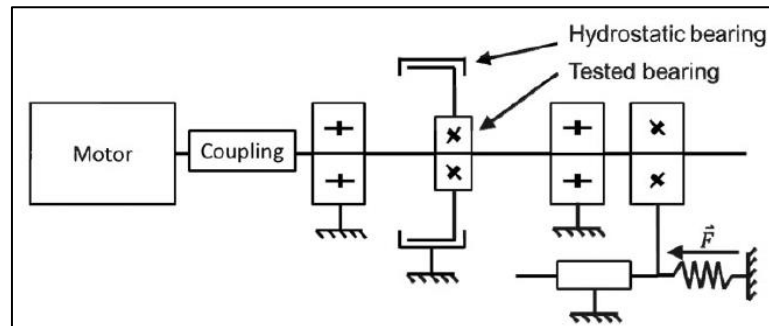 Hydrostatic bearing
Tested bearing
Motor
Coupling
F